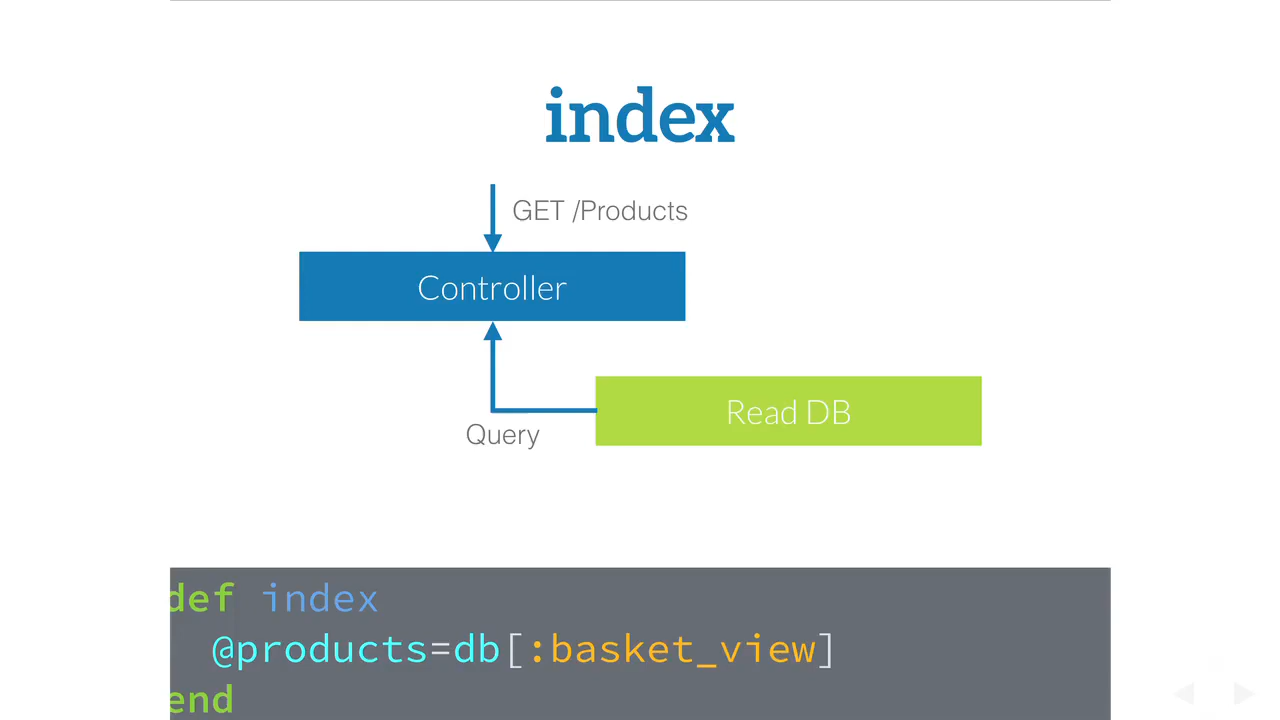 index
GET /Products
Controller
Read DB
Query
def index
@products=db[:basket_view]
end